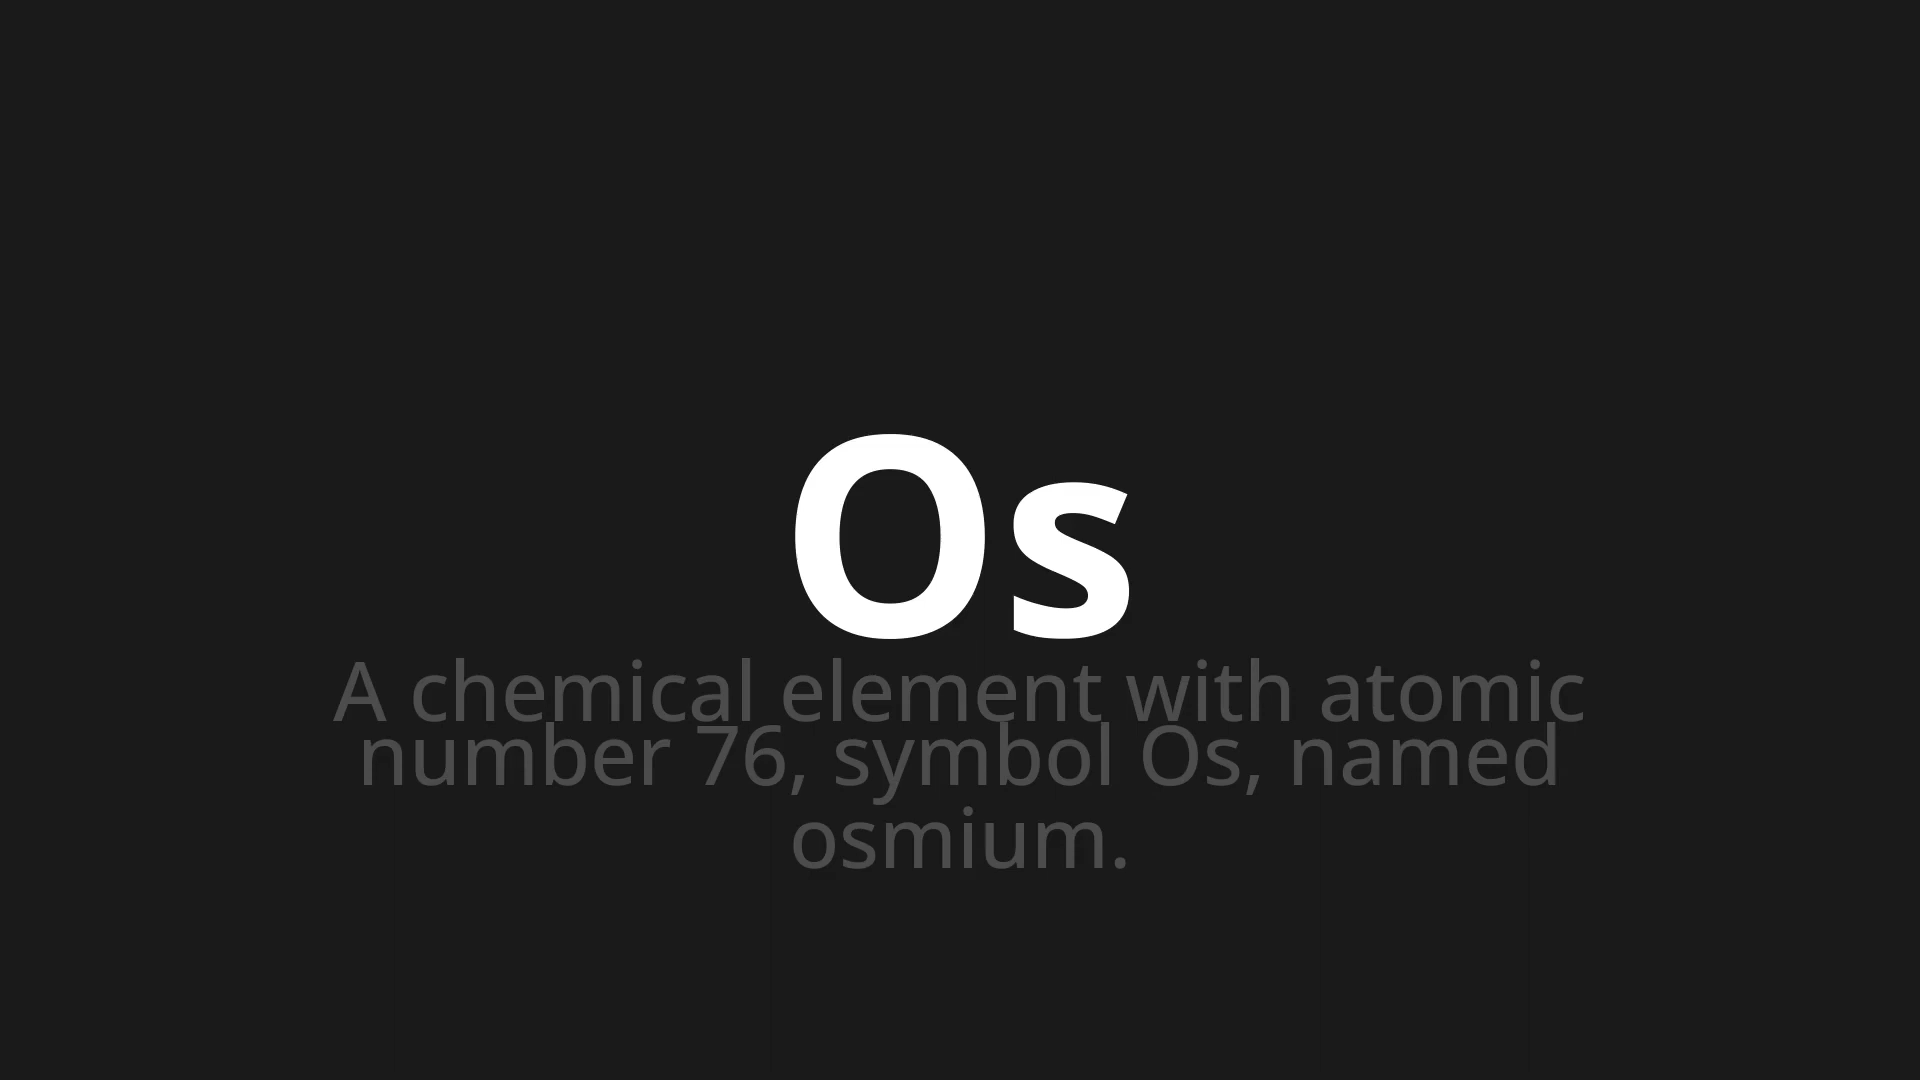 Os
A chemical element with atomic
number 76, symbol Os, named
osmium.